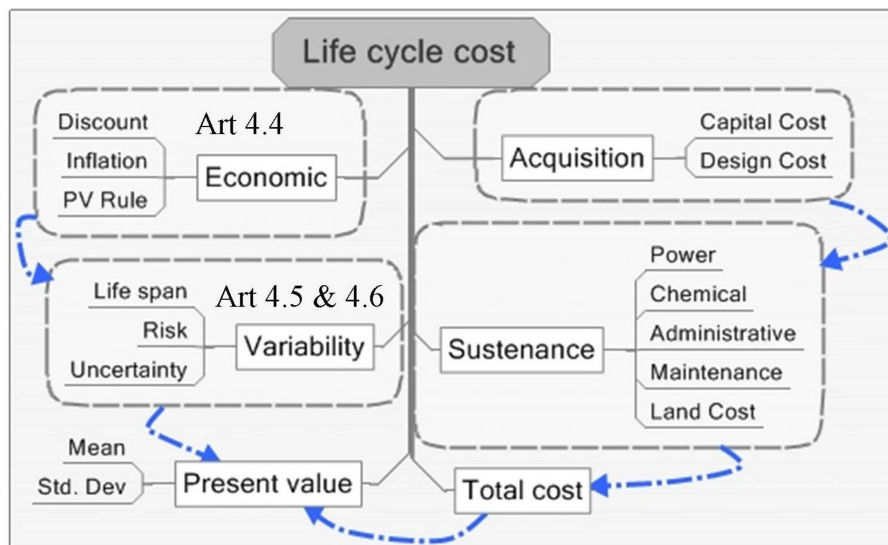 Life cycle cost
Discount
Art 4.4
Inflation
Economic
PV Rule
Capital Cost
Acquisition
Design Cost
Life span
Art 4.5 & 4.6
Risk
Variability
Uncertainty
Power
Chemical
Sustenance
Administrative
Maintenance
Land Cost
Mean
Std. Dev
Present value
Total cost